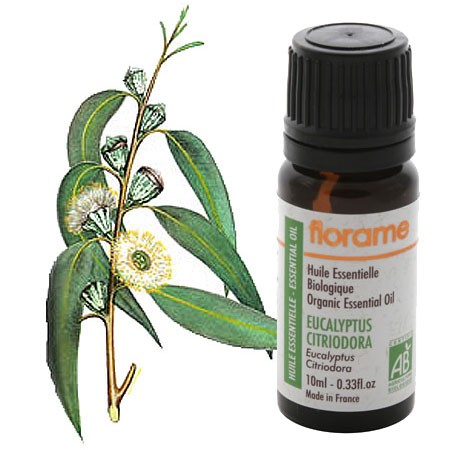 florame
HUILE ESSENTIELLE - ESSENTIAL OIL
Huile Essentielle
Biologique
Organic Essential Oil
EUCALYPTUS
CITRIODORA
Eucalyptus
Citriodora
10ml - 0.33fl.oz
Made in France
AB